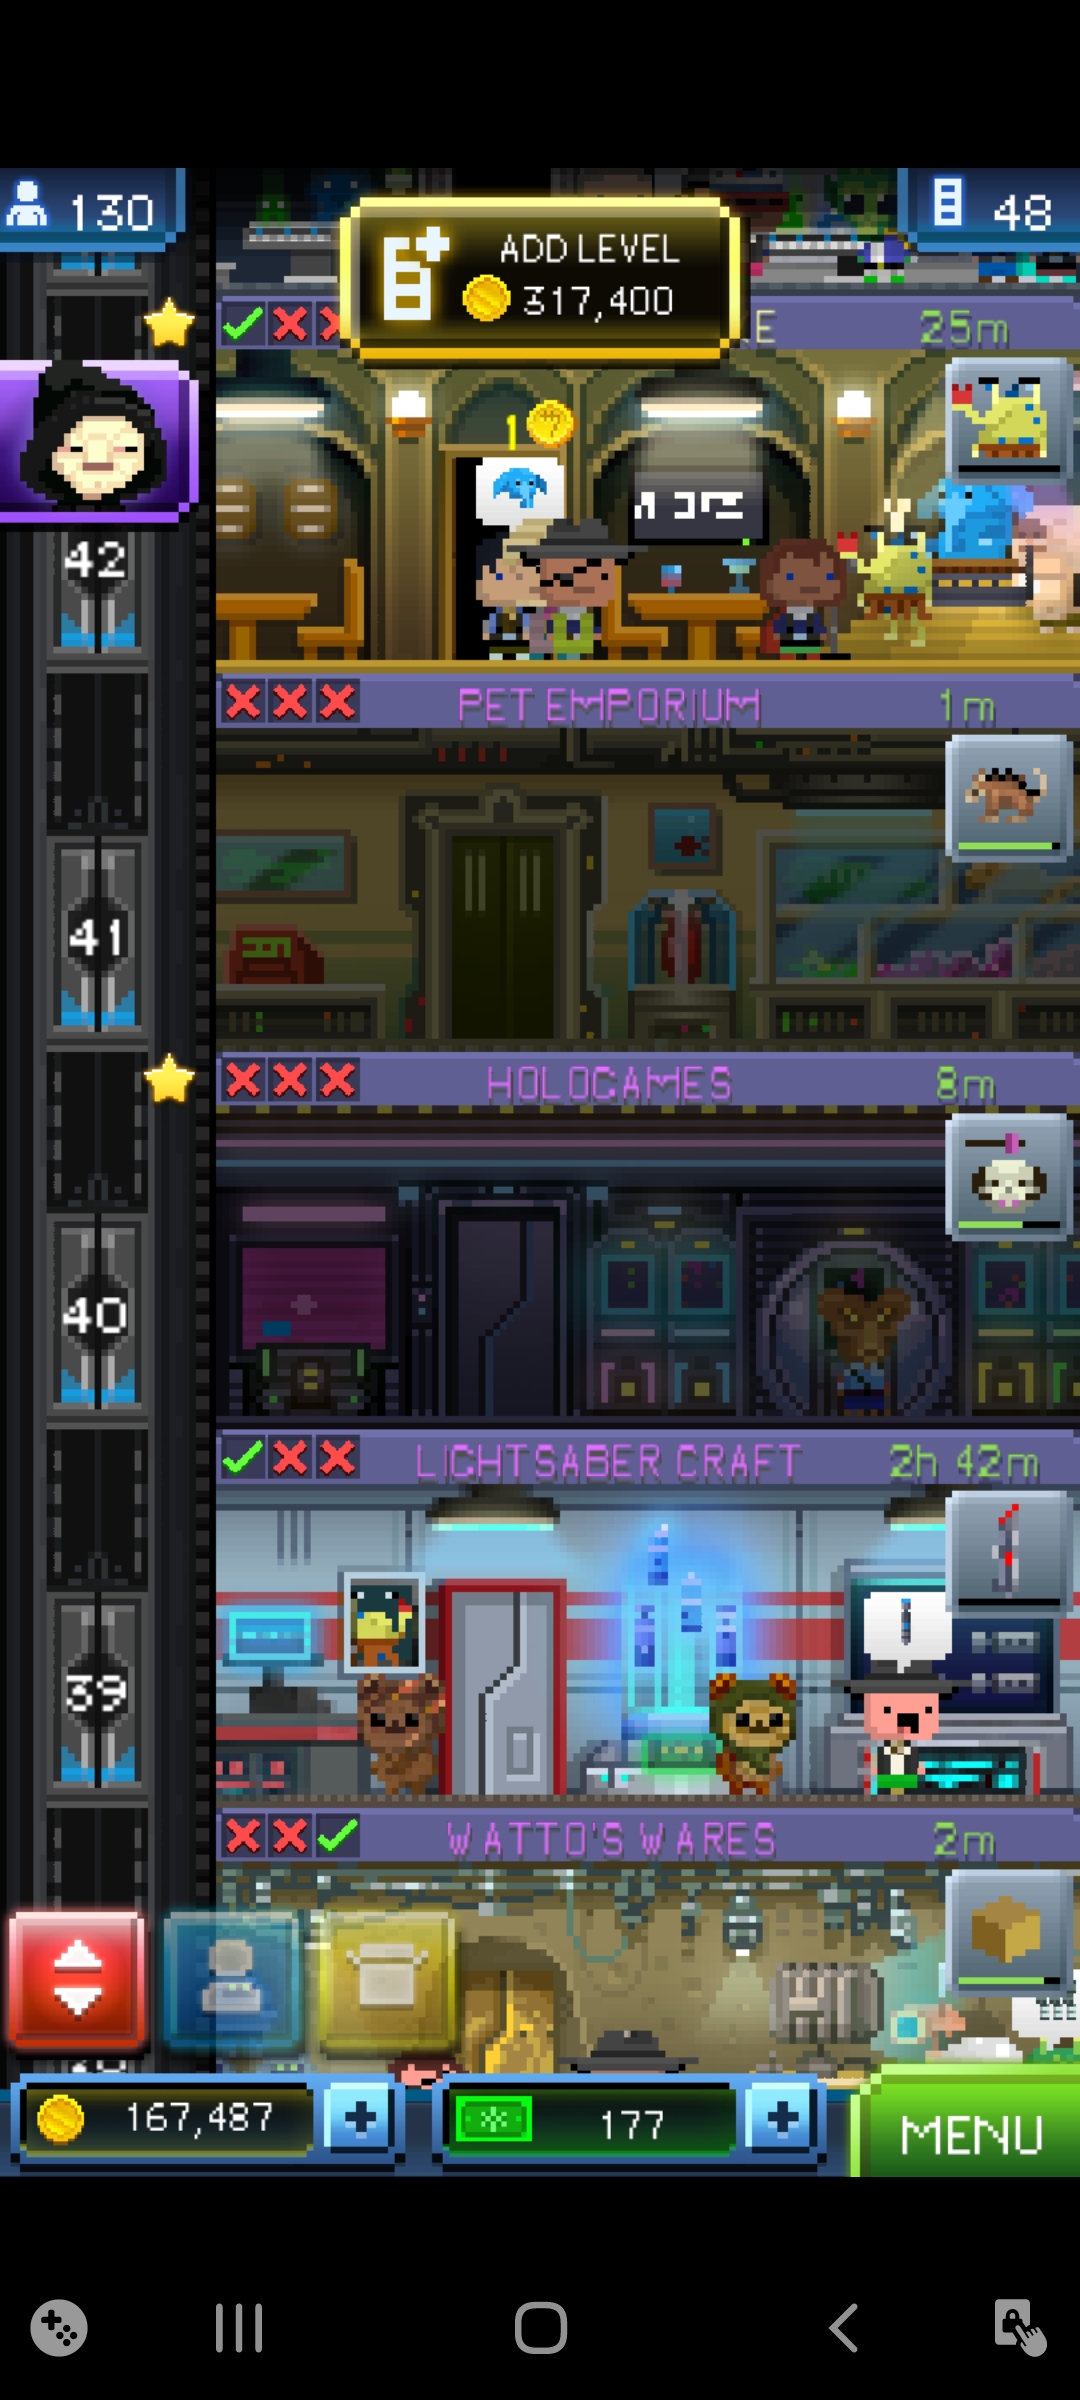 130
48
ADD LEVEL
317,400
E
25m
1
42
PET EMPORIUM
1m
41
HOLOGAMES
8m
40
LIGHTSABER CRAFT
2h 42m
39
WATTO'S WARES
2m
167,487
177
MENU